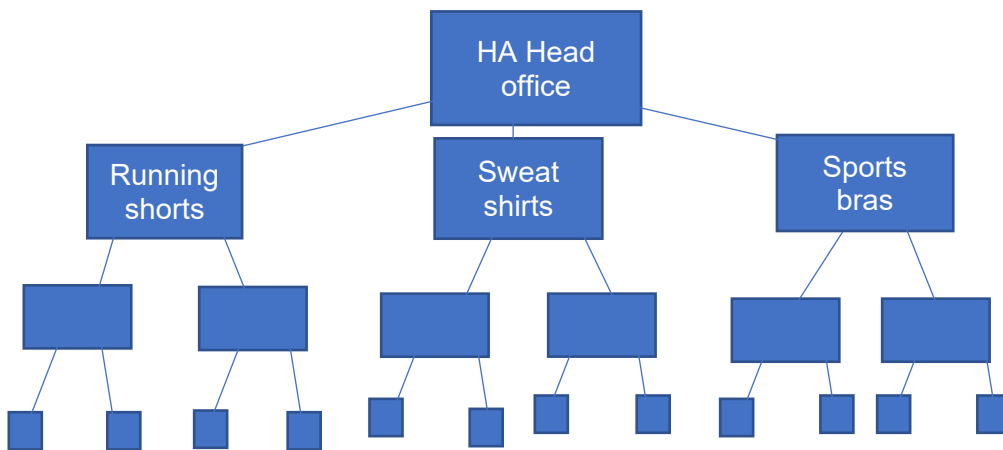 HA Head
office
Running
shorts
Sweat
shirts
Sports
bras